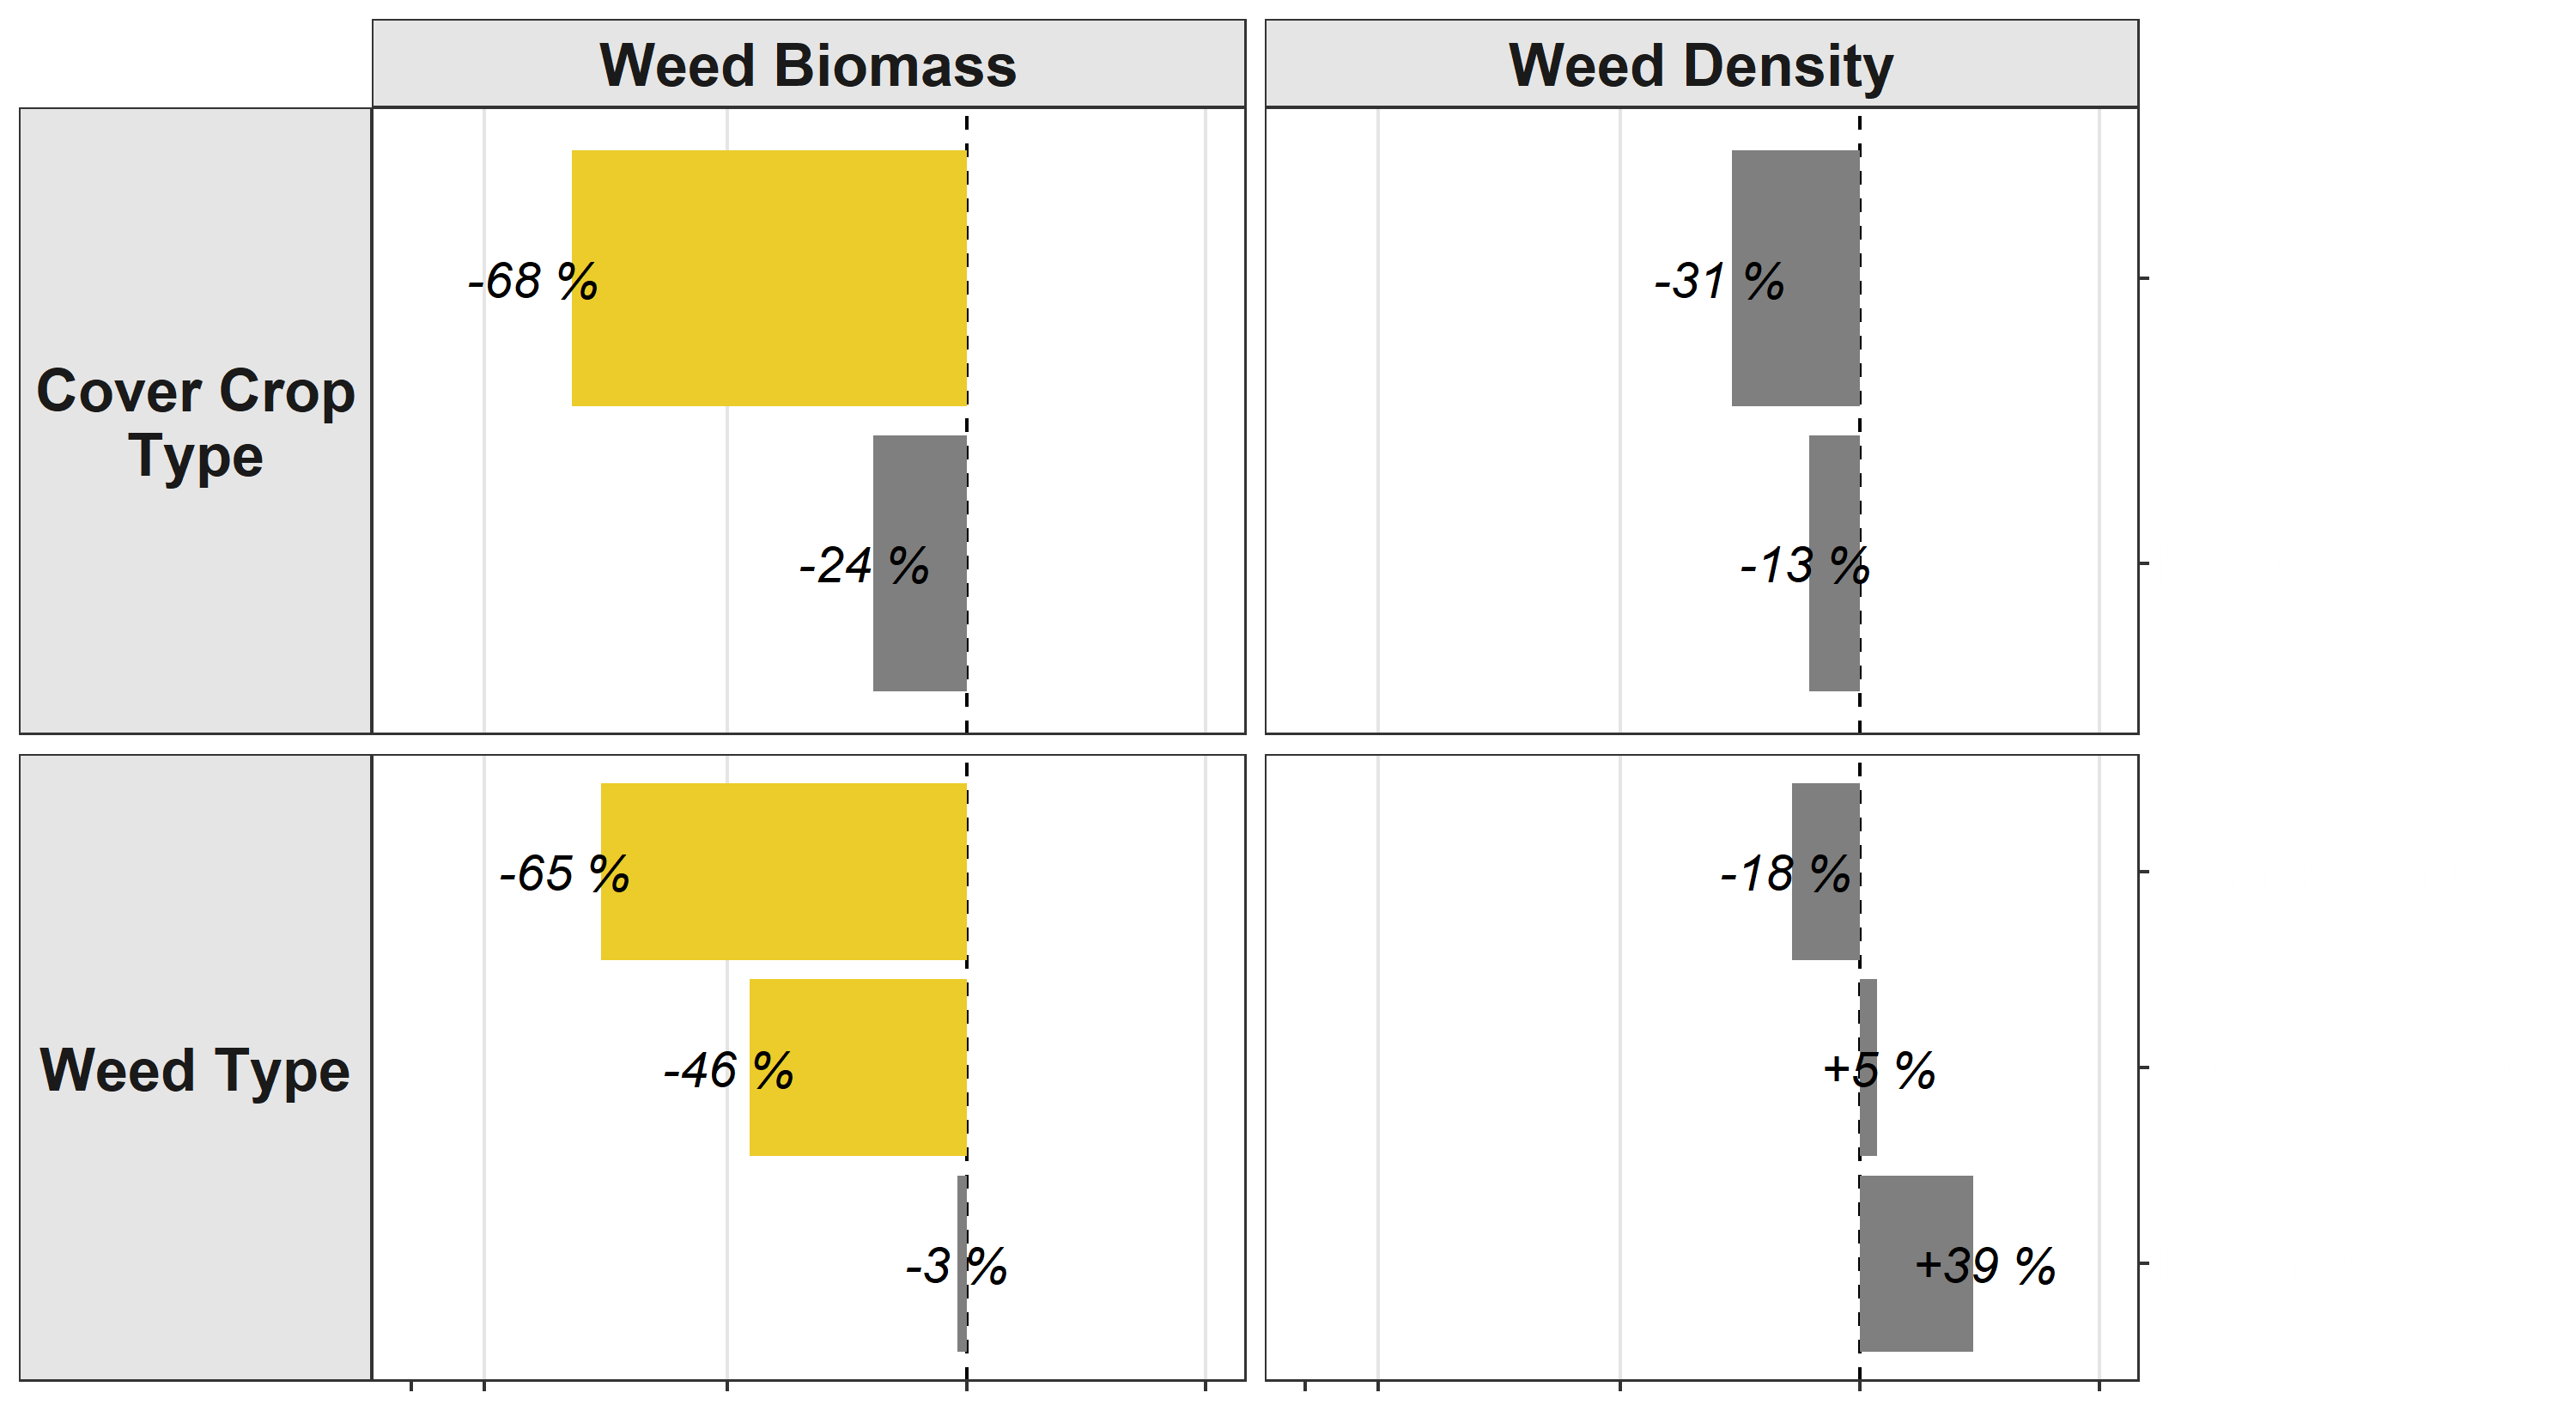 Weed Biomass
Weed Density
Cover Crop
Type
-68 %
-31 %
-24 %
-13 %
Weed Type
-65 %
-18 %
-46 %
+5 %
-3 %
+39 %